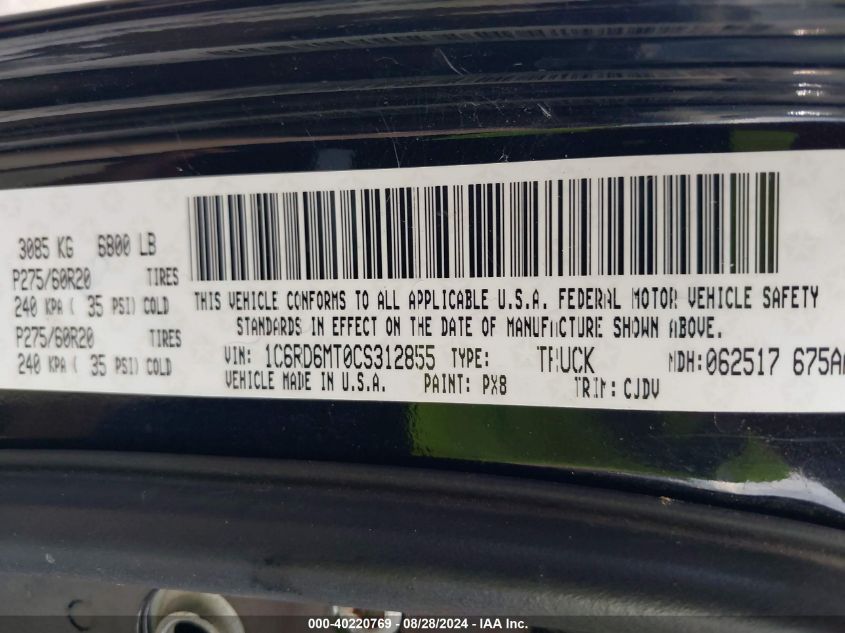 3085 KG 6800 LB
P275/60R20 TIRES
240 KPA ( 35 PSI) COLD
P275/60R20 TIRES
240 KPA ( 35 PSI) COLD
THIS VEHICLE CONFORMS TO ALL APPLICABLE U.S.A. FEDERAL MOTOR VEHICLE SAFETY
STANDARDS IN EFFECT ON THE DATE OF MANUFACTURE SHOWN ABOVE.
VIN: 1C6RD6MT0CS312855 TYPE: TRUCK MDH:062517 675A
VEHICLE MADE IN U.S.A. PAINT: PX8 TRIM: CJDV
000-40220769 - 08/28/2024 - IAA Inc.